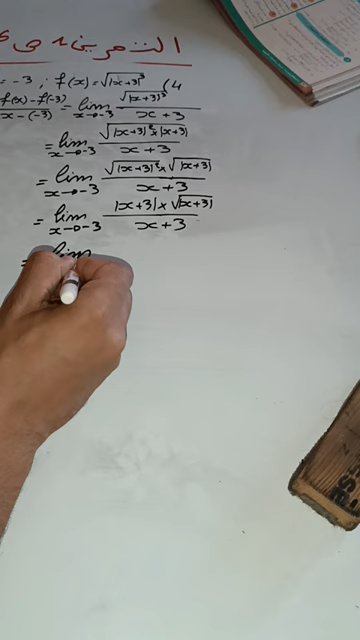 التمرين
= -3 ; f(x) = √|x+3|³ (4
f(x) - f(-3) / x - (-3) = lim x→-3 √|x+3|³ / x+3
= lim x→-3 √|x+3|² × |x+3| / x+3
= lim x→-3 √|x+3|² × √|x+3| / x+3
= lim x→-3 |x+3| × √|x+3| / x+3
= lim